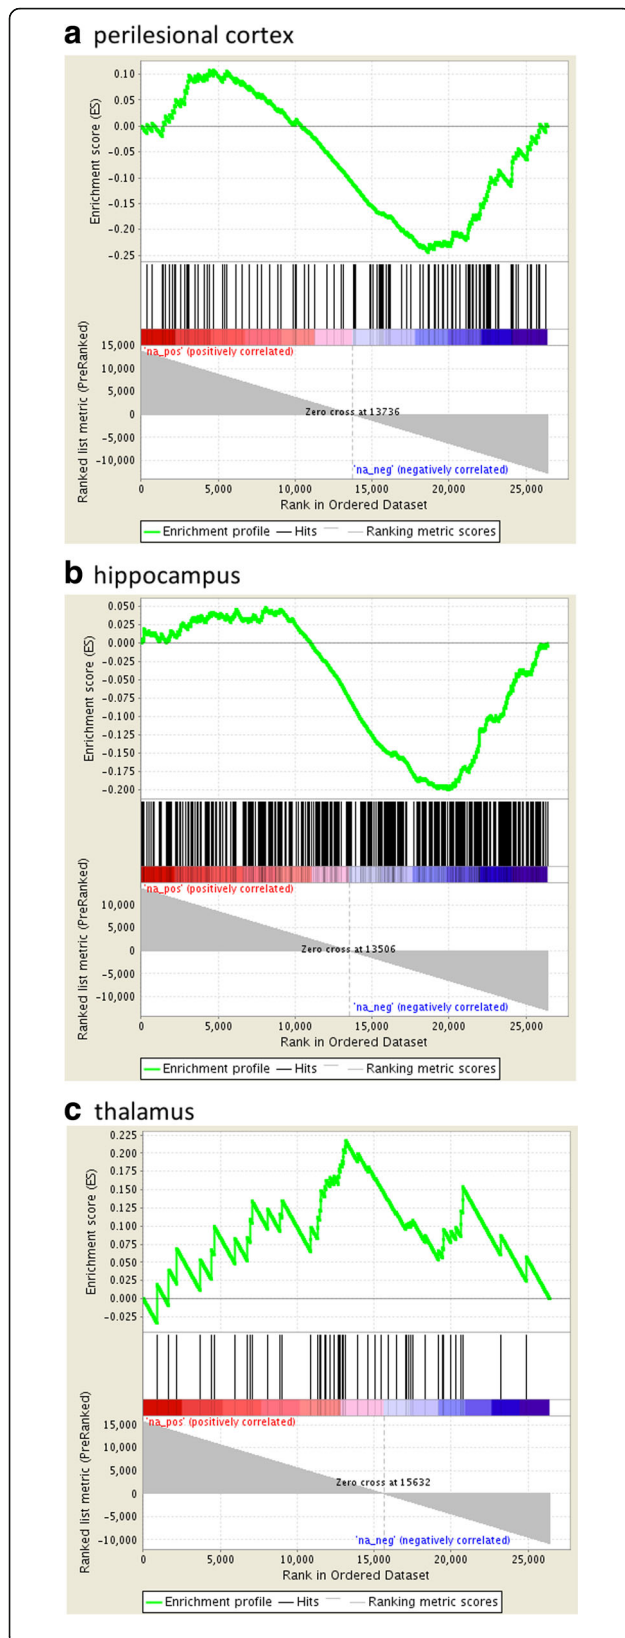 a perilesional cortex
0.10
0.05
0.00
-0.05
-0.10
-0.15
-0.20
-0.25
Enrichment score (ES)
15,000
'na_pos' (positively correlated)
10,000
5,000
0
Zero cross at 13736
-5,000
-10,000
'na_neg' (negatively correlated)
Ranked list metric (PreRanked)
0 5,000 10,000 15,000 20,000 25,000
Rank in Ordered Dataset
Enrichment profile Hits Ranking metric scores
b hippocampus
0.050
0.025
0.000
-0.025
-0.050
-0.075
-0.100
-0.125
-0.150
-0.175
-0.200
Enrichment score (ES)
'na_pos' (positively correlated)
10,000
5,000
0
Zero cross at 13506
-5,000
-10,000
'na_neg' (negatively correlated)
Ranked list metric (PreRanked)
0 5,000 10,000 15,000 20,000 25,000
Rank in Ordered Dataset
Enrichment profile Hits Ranking metric scores
c thalamus
0.225
0.200
0.175
0.150
0.125
0.100
0.075
0.050
0.025
0.000
-0.025
Enrichment score (ES)
15,000
'na_pos' (positively correlated)
10,000
5,000
Zero cross at 15632
0
-5,000
-10,000
'na_neg' (negatively correlated)
Ranked list metric (PreRanked)
0 5,000 10,000 15,000 20,000 25,000
Rank in Ordered Dataset
Enrichment profile Hits Ranking metric scores